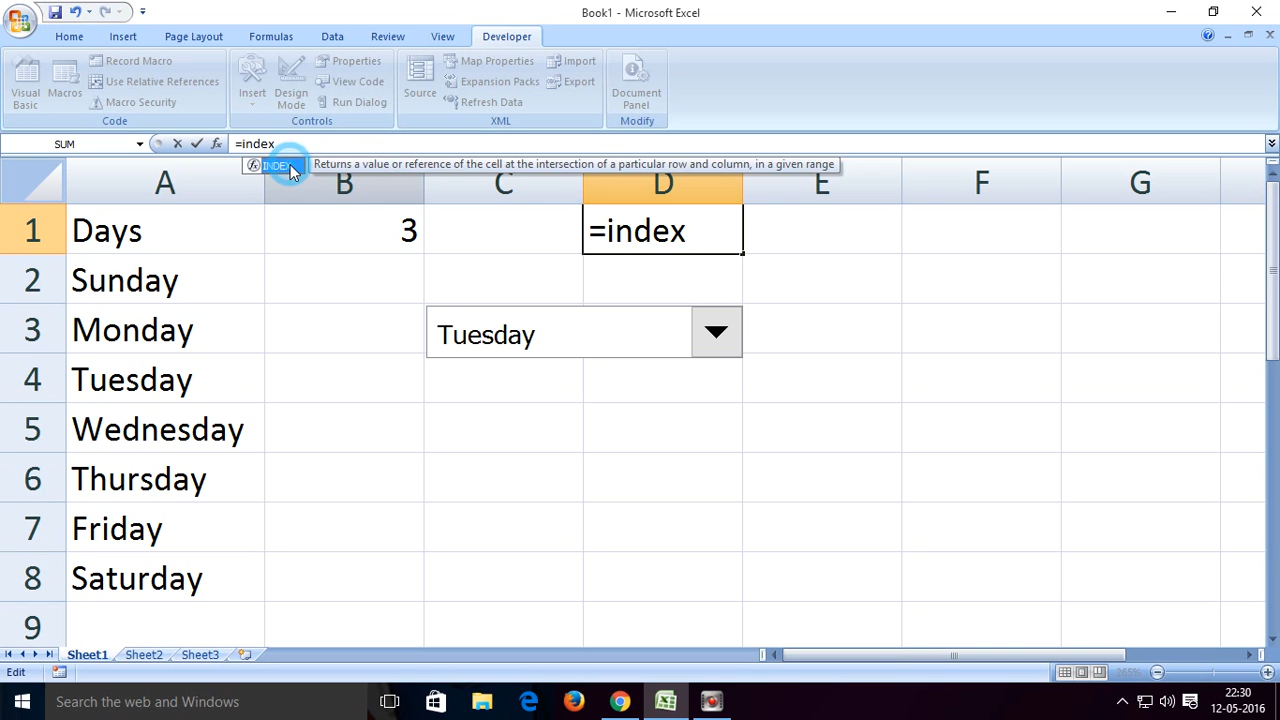 Book1 - Microsoft Excel
Home Insert Page Layout Formulas Data Review View Developer
Visual Basic
Macros
Record Macro
Use Relative References
Macro Security
Code
Insert
Design Mode
Properties
View Code
Run Dialog
Controls
Source
Map Properties
Expansion Packs
Refresh Data
Import
Export
XML
Document Panel
Modify
SUM
fx
=index
INDEX
Returns a value or reference of the cell at the intersection of a particular row and column, in a given range
A B C D E F G
1 Days 3 =index
2 Sunday
3 Monday Tuesday
4 Tuesday
5 Wednesday
6 Thursday
7 Friday
8 Saturday
9
Sheet1 Sheet2 Sheet3
Edit
265%
Search the web and Windows
22:30
12-05-2016